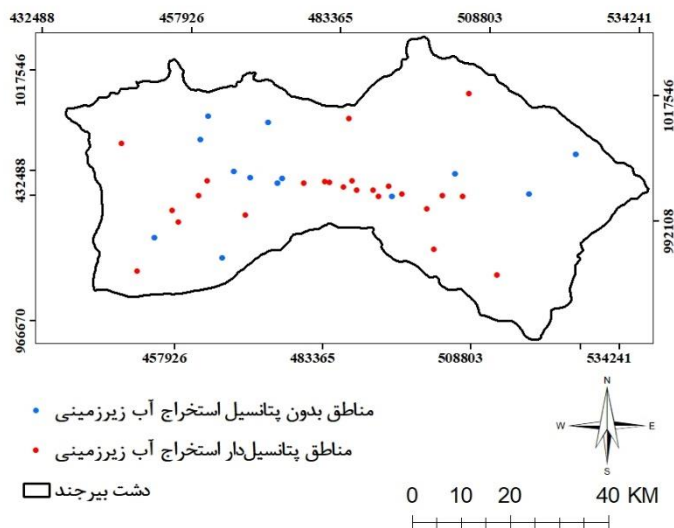 432488 457926 483365 508803 534241
1017546
1017546
432488
992108
966670
457926 483365 508803 534241
مناطق بدون پتانسیل استخراج آب زیرزمینی
مناطق پتانسیل‌دار استخراج آب زیرزمینی
دشت بیرجند
N
W E
S
0 10 20 40 KM